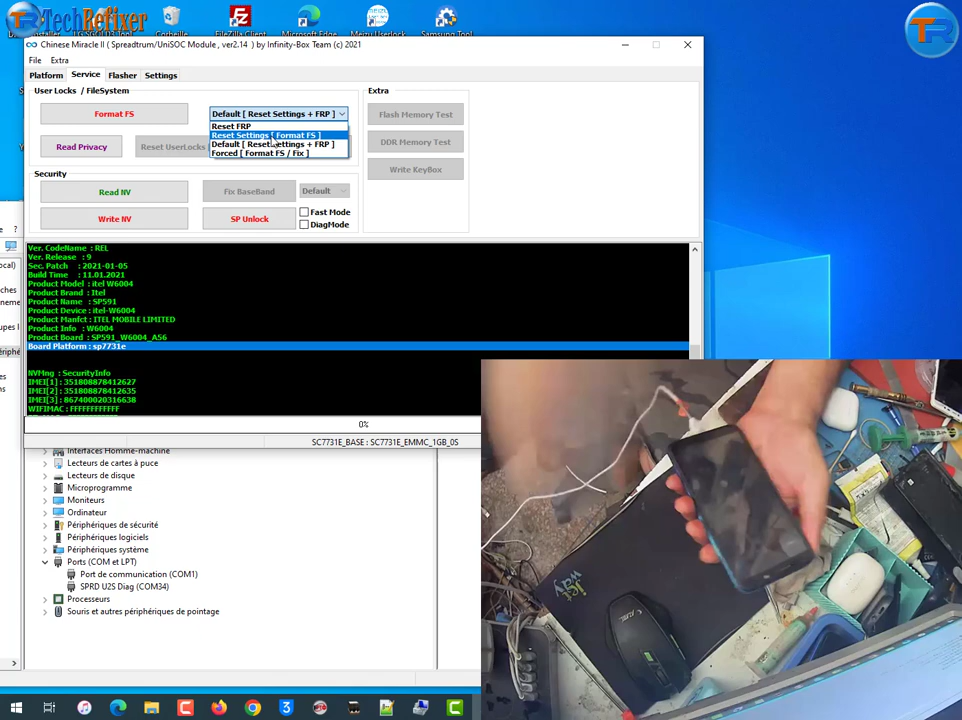 TechRefixer
TR
Corbeille
FileZilla Client
Microsoft Edge
Meizu Userlock
Samsung Tool
Chinese Miracle II ( Spreadtrum/UniSOC Module , ver2.14 ) by Infinity-Box Team (c) 2021
File Extra
Platform Service Flasher Settings
User Locks / FileSystem
Extra
Format FS
Default [ Reset Settings + FRP ]
Flash Memory Test
Reset FRP
Reset Settings [ Format FS ]
Default [ Reset Settings + FRP ]
Forced [ Format FS / Fix ]
Read Privacy
Reset UserLocks
DDR Memory Test
Write KeyBox
Security
Read NV
Fix BaseBand
Default
Write NV
SP Unlock
Fast Mode
DiagMode
Ver. CodeName : REL
Ver. Release : 9
Sec. Patch : 2021-01-05
Build Time : 11.01.2021
Product Model : itel W6004
Product Brand : Itel
Product Name : SP591
Product Device : itel-W6004
Product Manfct : ITEL MOBILE LIMITED
Product Info : W6004
Product Board : SP591_W6004_A56
Board Platform : sp7731e
NVMng : SecurityInfo
IMEI[1] : 351808878412627
IMEI[2] : 351808878412635
IMEI[3] : 867400020316638
WIFIMAC : FFFFFFFFFFFF
0%
SC7731E_BASE : SC7731E_EMMC_1GB_0S
Interfaces Homme-machine
Lecteurs de cartes à puce
Lecteurs de disque
Microprogramme
Moniteurs
Ordinateur
Périphériques de sécurité
Périphériques logiciels
Périphériques système
Ports (COM et LPT)
Port de communication (COM1)
SPRD U2S Diag (COM34)
Processeurs
Souris et autres périphériques de pointage
jedel
way